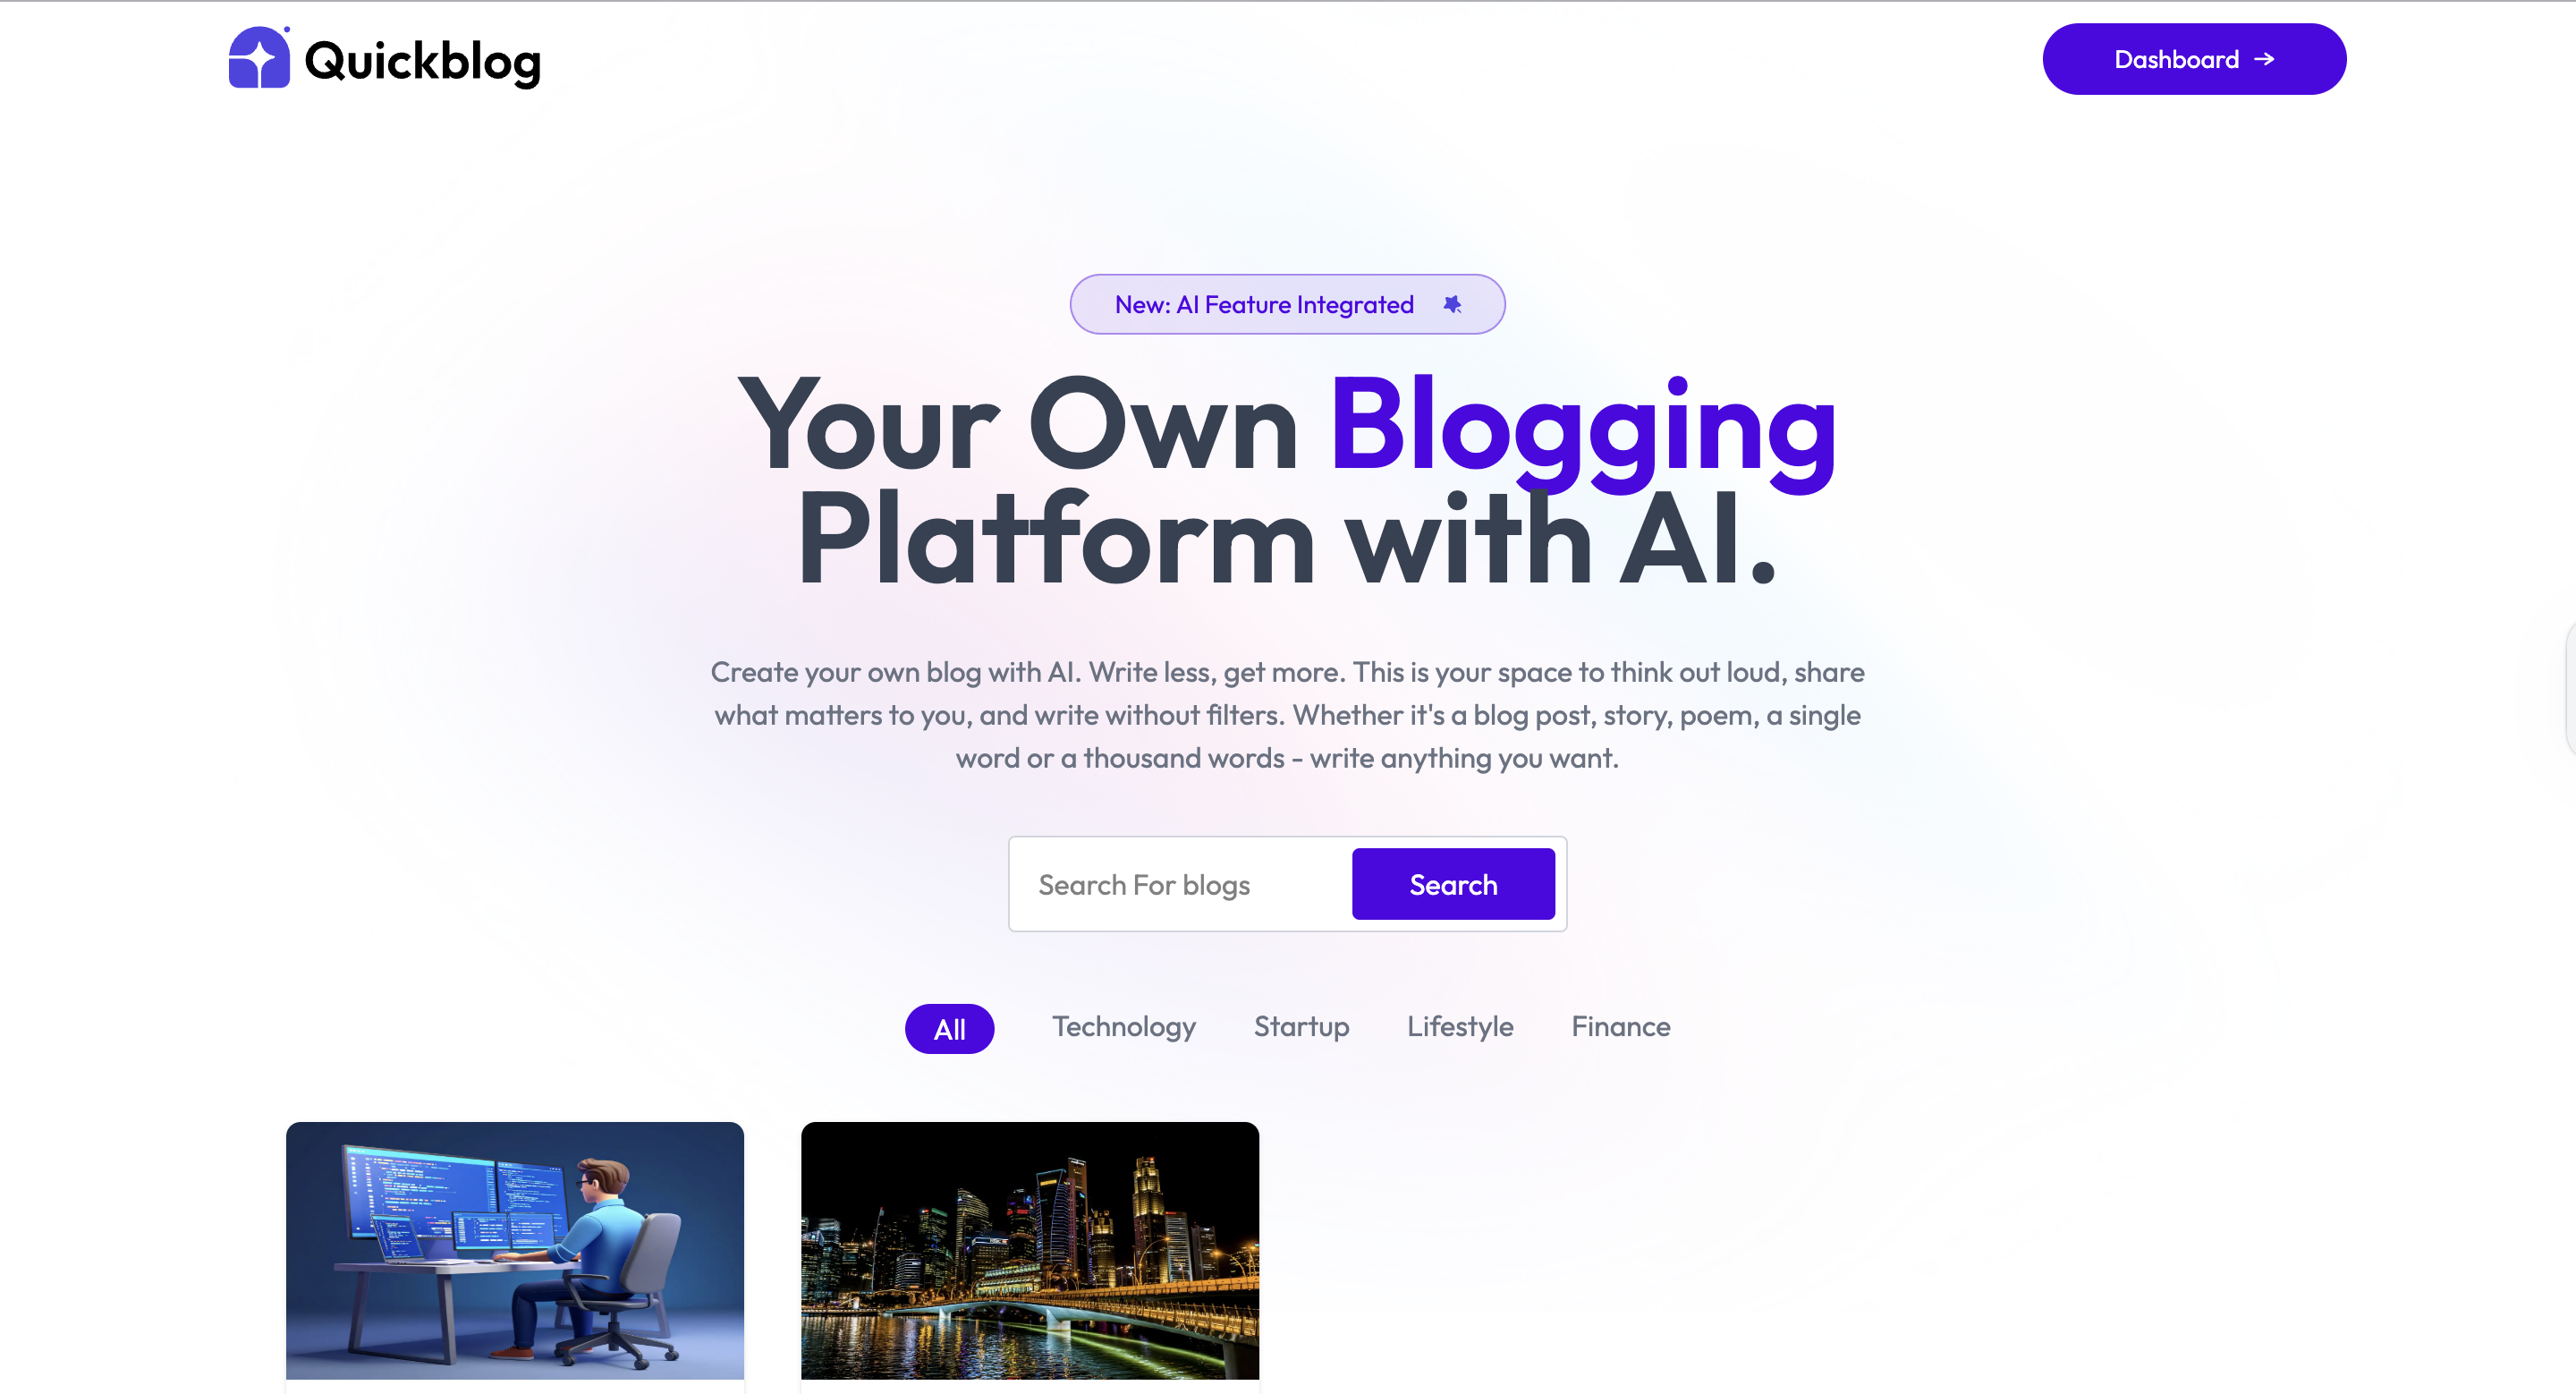 Quickblog
Dashboard →
New: AI Feature Integrated
Your Own Blogging
Platform with AI.
Create your own blog with AI. Write less, get more. This is your space to think out loud, share
what matters to you, and write without filters. Whether it's a blog post, story, poem, a single
word or a thousand words - write anything you want.
Search For blogs
Search
All
Technology
Startup
Lifestyle
Finance